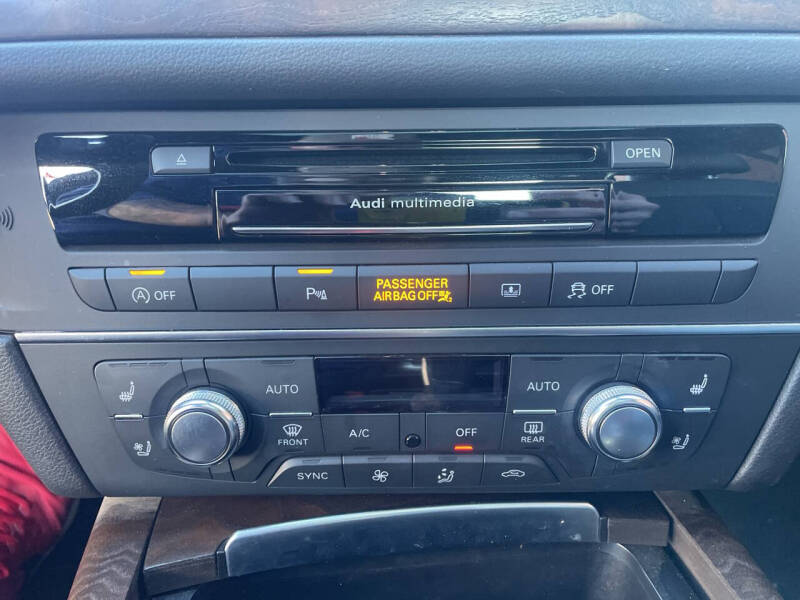 OPEN
Audi multimedia
A OFF
P
PASSENGER
AIRBAG OFF
OFF
AUTO
AUTO
FRONT
A/C
OFF
REAR
SYNC